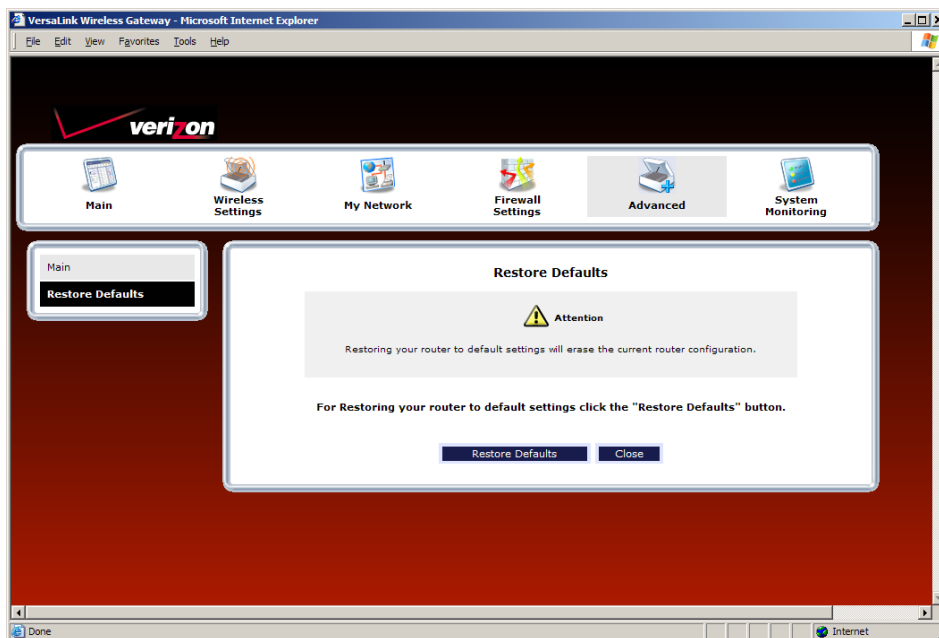 VersaLink Wireless Gateway - Microsoft Internet Explorer
File Edit View Favorites Tools Help
verizon
Main
Wireless Settings
My Network
Firewall Settings
Advanced
System Monitoring
Main
Restore Defaults
Restore Defaults
Attention
Restoring your router to default settings will erase the current router configuration.
For Restoring your router to default settings click the "Restore Defaults" button.
Restore Defaults Close
Done Internet